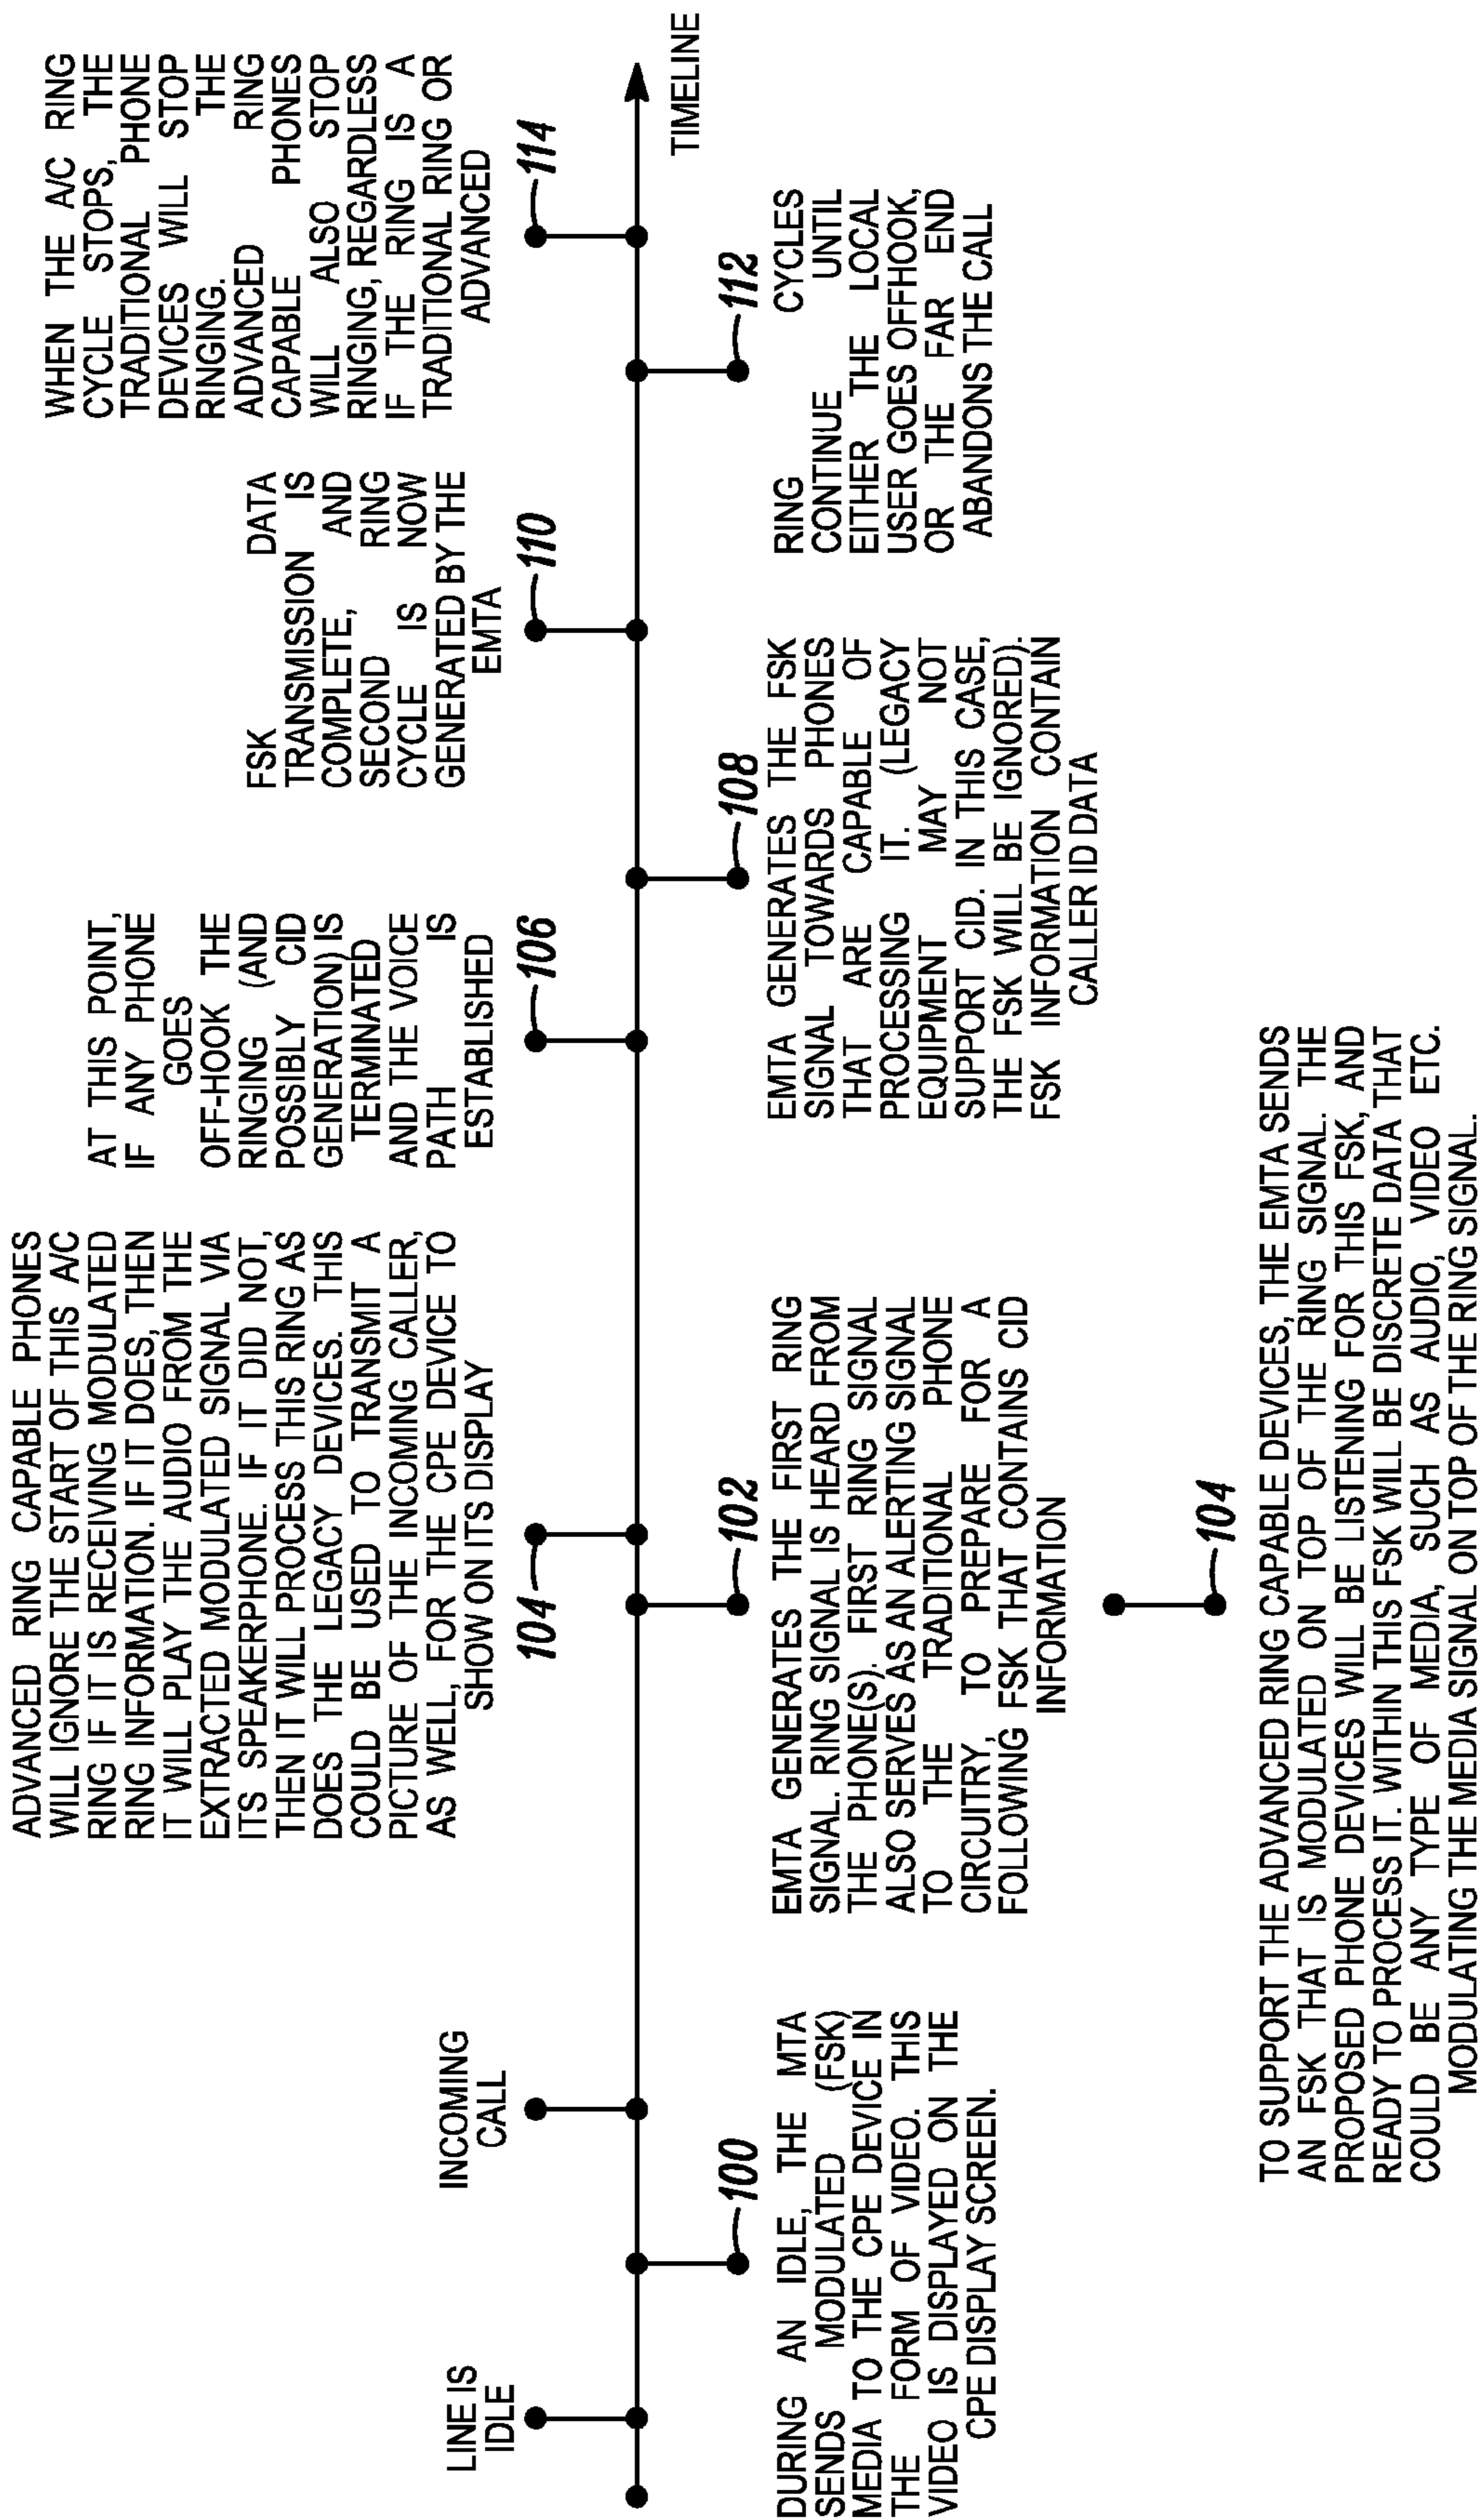 LINE IS
IDLE
INCOMING
CALL
ADVANCED RING CAPABLE PHONES
WILL IGNORE THE START OF THIS A/C
RING IF IT IS RECEIVING MODULATED
RING INFORMATION. IF IT DOES, THEN
IT WILL PLAY THE AUDIO FROM THE
EXTRACTED MODULATED SIGNAL VIA
ITS SPEAKERPHONE. IF IT DID NOT,
THEN IT WILL PROCESS THIS RING AS
DOES THE LEGACY DEVICES. THIS
COULD BE USED TO TRANSMIT A
PICTURE OF THE INCOMING CALLER,
AS WELL, FOR THE CPE DEVICE TO
SHOW ON ITS DISPLAY
104
AT THIS POINT,
IF ANY PHONE
GOES
OFF-HOOK THE
RINGING (AND
POSSIBLY CID
GENERATION) IS
TERMINATED
AND THE VOICE
PATH IS
ESTABLISHED
106
FSK DATA
TRANSMISSION IS
COMPLETE, AND
SECOND RING
CYCLE IS NOW
GENERATED BY THE
EMTA
110
WHEN THE A/C RING
CYCLE STOPS, THE
TRADITIONAL PHONE
DEVICES WILL STOP
RINGING. THE
ADVANCED RING
CAPABLE PHONES
WILL ALSO STOP
RINGING, REGARDLESS
IF THE RING IS A
TRADITIONAL RING OR
ADVANCED
114
TIMELINE
100
DURING AN IDLE, THE MTA
SENDS MODULATED (FSK)
MEDIA TO THE CPE DEVICE IN
THE FORM OF VIDEO. THIS
VIDEO IS DISPLAYED ON THE
CPE DISPLAY SCREEN.
102
EMTA GENERATES THE FIRST RING
SIGNAL. RING SIGNAL IS HEARD FROM
THE PHONE(S). FIRST RING SIGNAL
ALSO SERVES AS AN ALERTING SIGNAL
TO THE TRADITIONAL PHONE
CIRCUITRY, TO PREPARE FOR A
FOLLOWING FSK THAT CONTAINS CID
INFORMATION
108
EMTA GENERATES THE FSK
SIGNAL TOWARDS PHONES
THAT ARE CAPABLE OF
PROCESSING IT. (LEGACY
EQUIPMENT MAY NOT
SUPPORT CID. IN THIS CASE,
THE FSK WILL BE IGNORED).
FSK INFORMATION CONTAIN
CALLER ID DATA
112
RING CYCLES
CONTINUE UNTIL
EITHER THE LOCAL
USER GOES OFFHOOK,
OR THE FAR END
ABANDONS THE CALL
104
TO SUPPORT THE ADVANCED RING CAPABLE DEVICES, THE EMTA SENDS
AN FSK THAT IS MODULATED ON TOP OF THE RING SIGNAL. THE
PROPOSED PHONE DEVICES WILL BE LISTENING FOR THIS FSK, AND
READY TO PROCESS IT. WITHIN THIS FSK WILL BE DISCRETE DATA THAT
COULD BE ANY TYPE OF MEDIA, SUCH AS AUDIO, VIDEO ETC.
MODULATING THE MEDIA SIGNAL ON TOP OF THE RING SIGNAL.